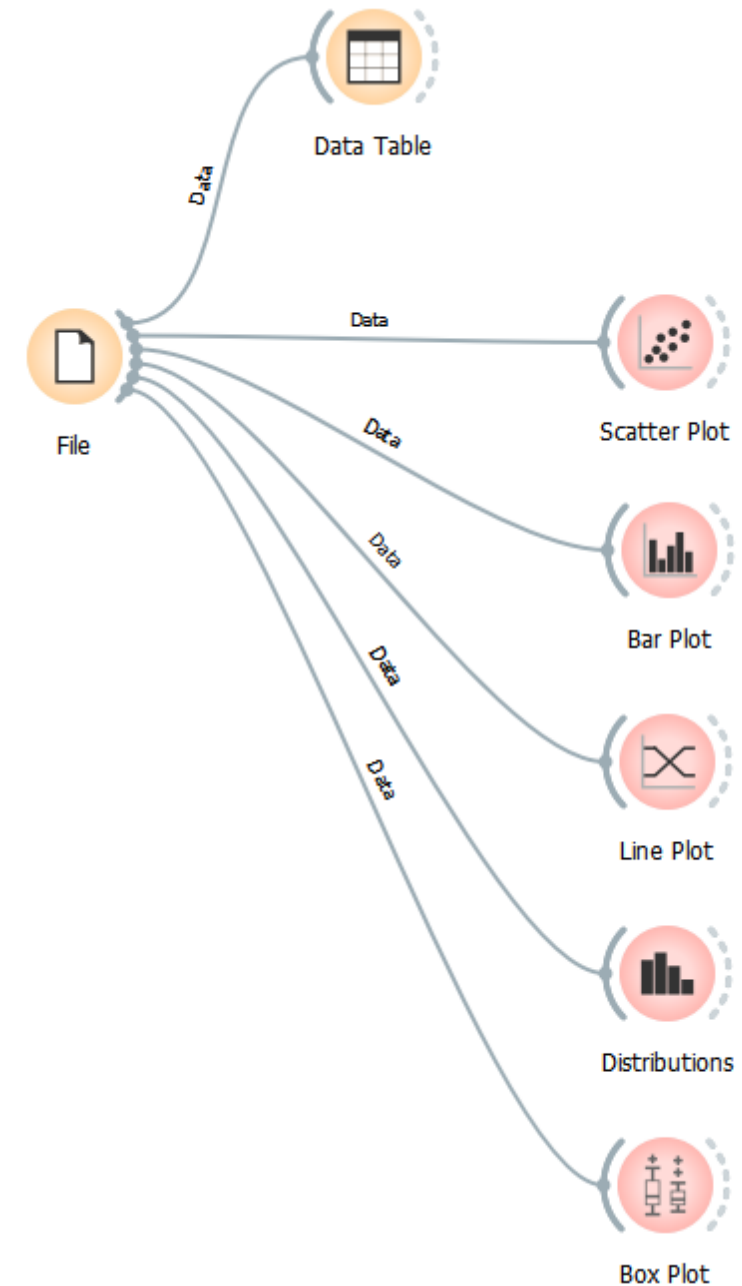 Data Table
Data
Data
Scatter Plot
File
Data
Data
Bar Plot
Data
Data
Line Plot
Distributions
Box Plot